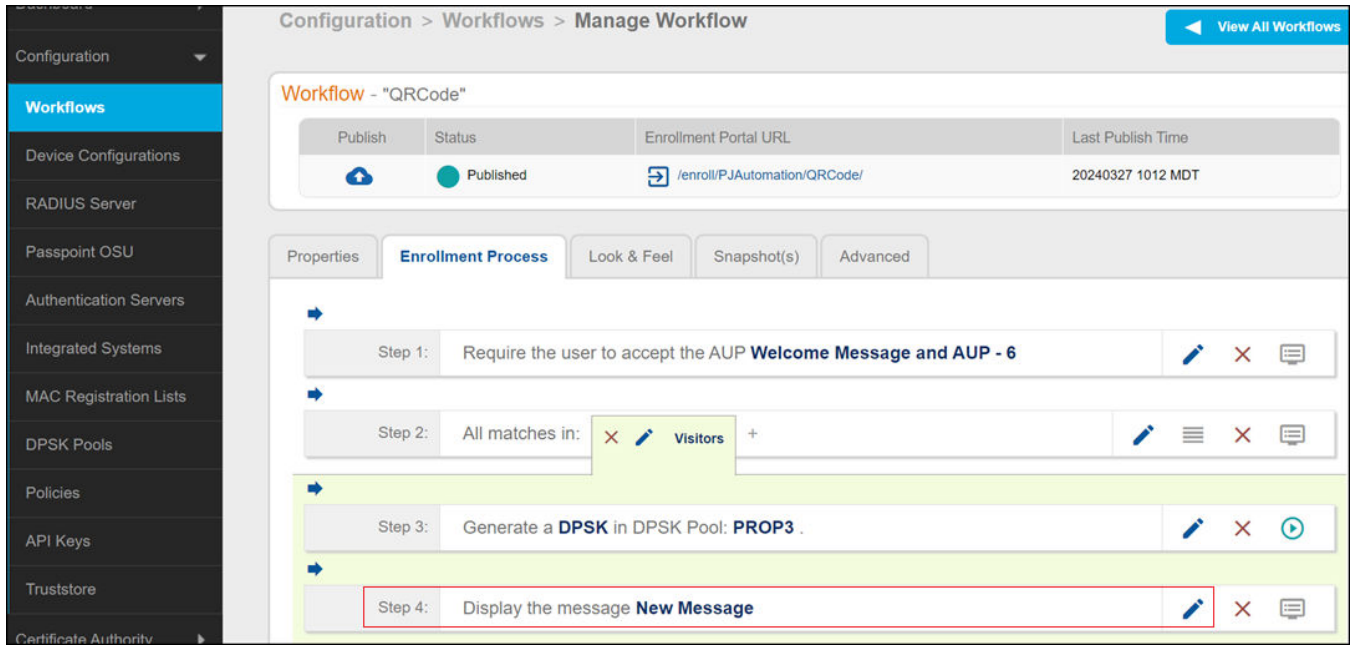 Dashboard
Configuration > Workflows > Manage Workflow
View All Workflows
Configuration
Workflows
Device Configurations
RADIUS Server
Passpoint OSU
Authentication Servers
Integrated Systems
MAC Registration Lists
DPSK Pools
Policies
API Keys
Truststore
Certificate Authority
Workflow - "QRCode"
Publish Status Enrollment Portal URL Last Publish Time
Published /enroll/PJAutomation/QRCode/ 20240327 1012 MDT
Properties Enrollment Process Look & Feel Snapshot(s) Advanced
Step 1: Require the user to accept the AUP Welcome Message and AUP - 6
Step 2: All matches in: Visitors +
Step 3: Generate a DPSK in DPSK Pool: PROP3 .
Step 4: Display the message New Message